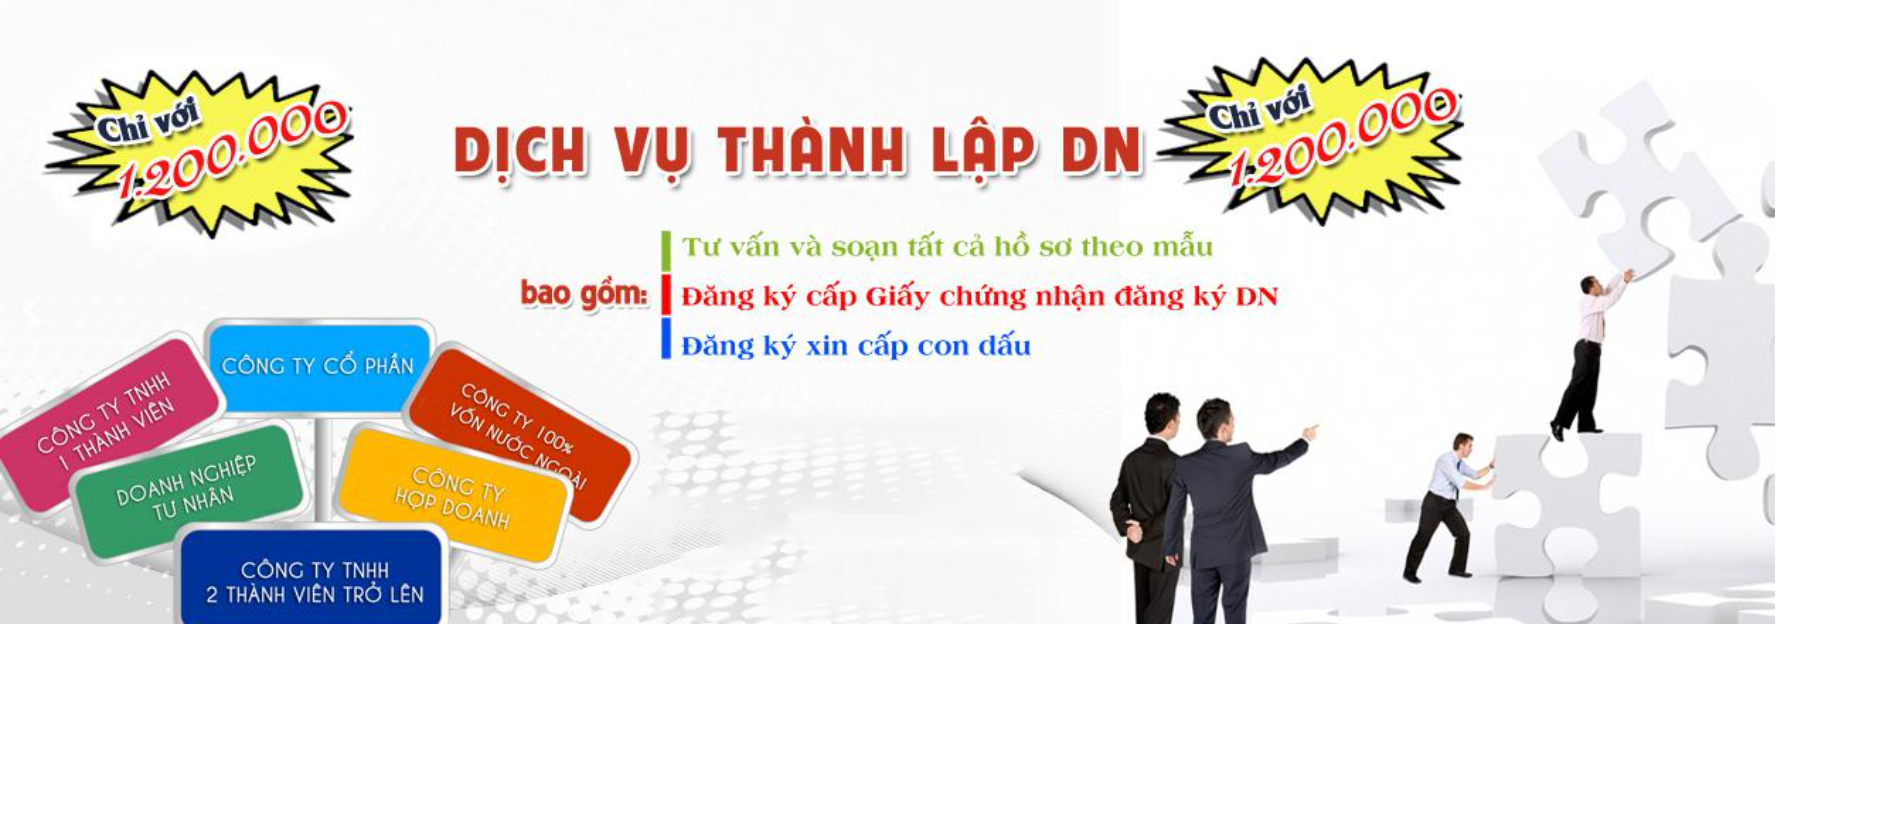 Chỉ với
1.200.000
DỊCH VỤ THÀNH LẬP DN
Chỉ với
1.200.000
bao gồm:
Tư vấn và soạn tất cả hồ sơ theo mẫu
Đăng ký cấp Giấy chứng nhận đăng ký DN
Đăng ký xin cấp con dấu
CÔNG TY TNHH
1 THÀNH VIÊN
CÔNG TY CỔ PHẦN
CÔNG TY 100%
VỐN NƯỚC NGOÀI
DOANH NGHIỆP
TƯ NHÂN
CÔNG TY
HỢP DOANH
CÔNG TY TNHH
2 THÀNH VIÊN TRỞ LÊN